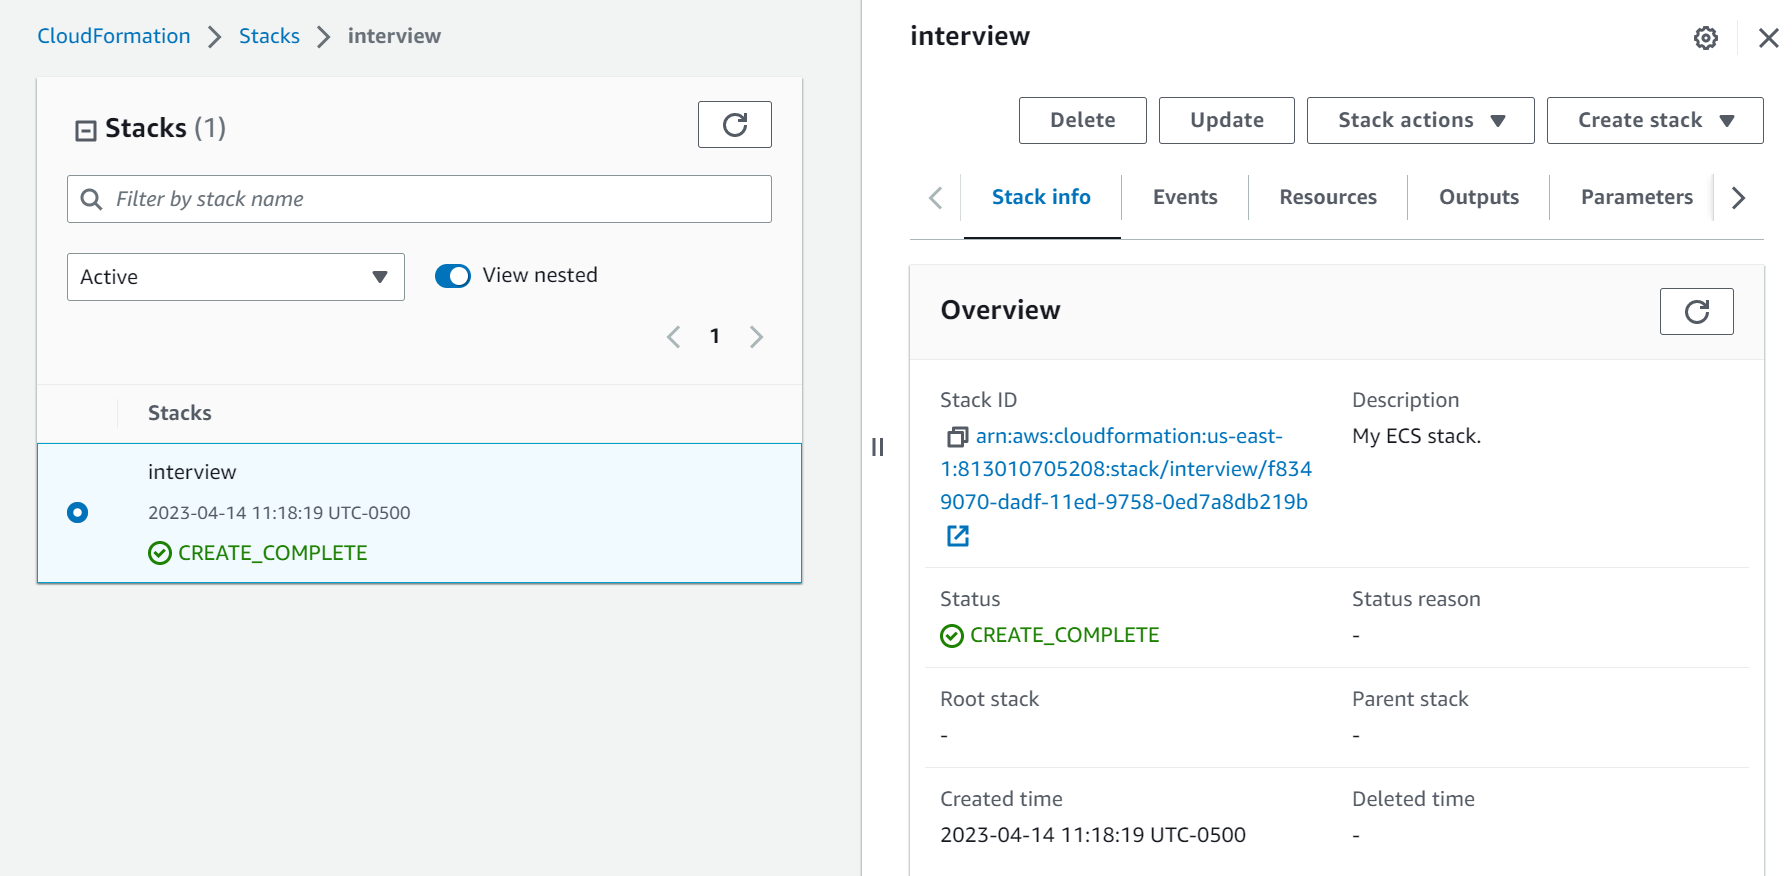 CloudFormation > Stacks > interview
Stacks (1)
Filter by stack name
Active
View nested
1
Stacks
interview
2023-04-14 11:18:19 UTC-0500
CREATE_COMPLETE
interview
Delete Update Stack actions Create stack
Stack info Events Resources Outputs Parameters
Overview
Stack ID
arn:aws:cloudformation:us-east-
1:813010705208:stack/interview/f834
9070-dadf-11ed-9758-0ed7a8db219b
Description
My ECS stack.
Status
CREATE_COMPLETE
Status reason
-
Root stack
-
Parent stack
-
Created time
2023-04-14 11:18:19 UTC-0500
Deleted time
-